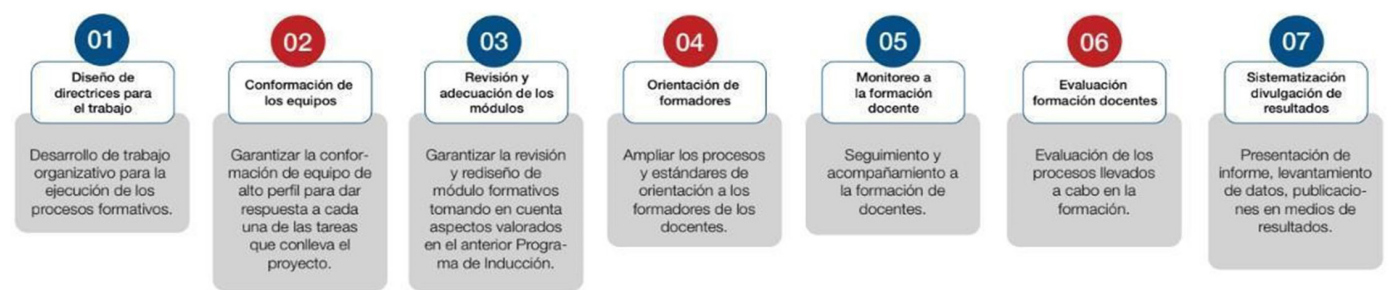 01
Diseño de
directrices para
el trabajo
Desarrollo de trabajo
organizativo para la
ejecución de los
procesos formativos.
02
Conformación de
los equipos
Garantizar la confor-
mación de equipo de
alto perfil para dar
respuesta a cada
una de las tareas
que conlleva el
proyecto.
03
Revisión y
adecuación de los
módulos
Garantizar la revisión
y rediseño de
módulo formativos
tomando en cuenta
aspectos valorados
en el anterior Progra-
ma de Inducción.
04
Orientación de
formadores
Ampliar los procesos
y estándares de
orientación a los
formadores de los
docentes.
05
Monitoreo a
la formación
docente
Seguimiento y
acompañamiento a
la formación de
docentes.
06
Evaluación
formación docentes
Evaluación de los
procesos llevados
a cabo en la
formación.
07
Sistematización
divulgación de
resultados
Presentación de
informe, levantamiento
de datos, publicacio-
nes en medios de
resultados.